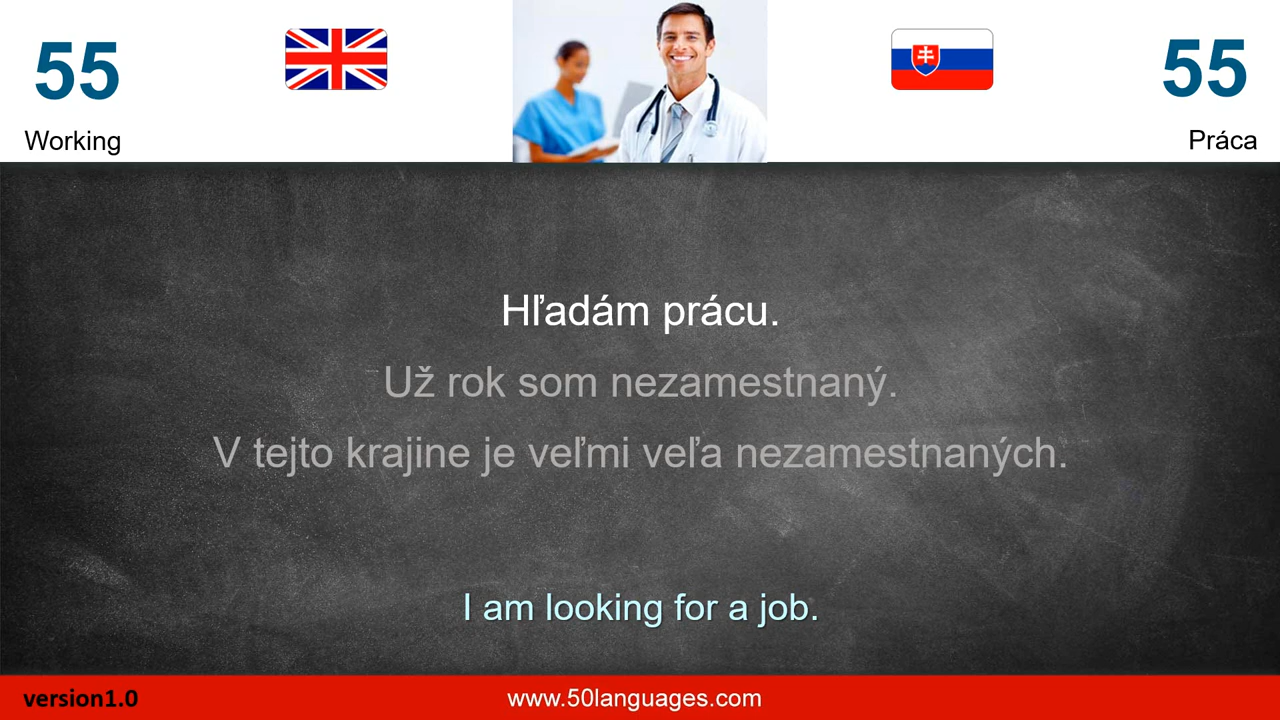 55
55
Working
Práca
Hľadám prácu.
Už rok som nezamestnaný.
V tejto krajine je veľmi veľa nezamestnaných.
I am looking for a job.
version1.0
www.50languages.com